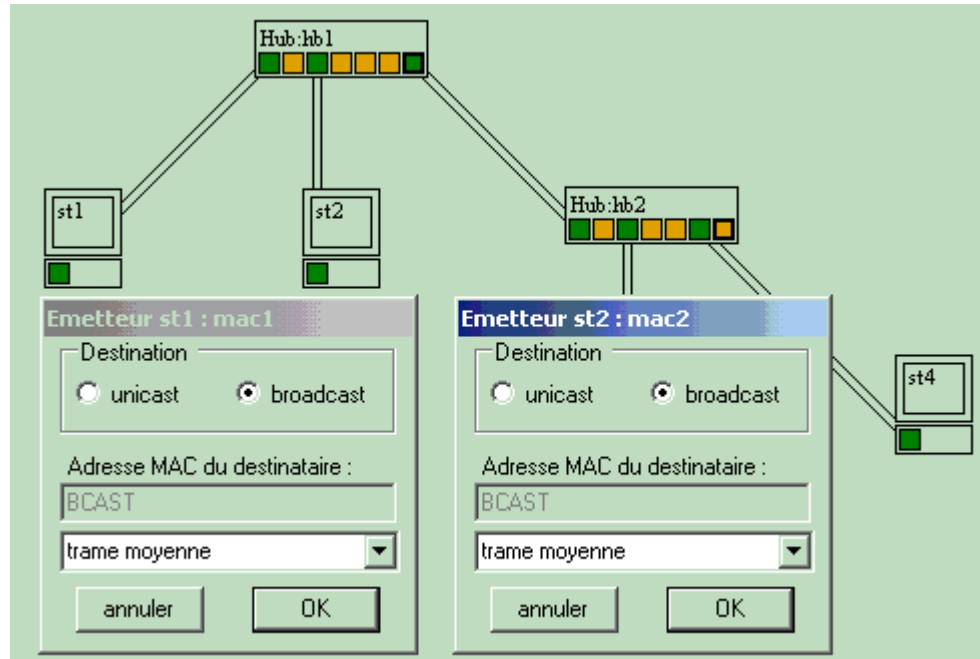 Hub:hb1
st1
st2
Hub:hb2
Emetteur st1 : mac1
Destination
unicast
broadcast
Adresse MAC du destinataire :
BCAST
trame moyenne
annuler
OK
Emetteur st2 : mac2
Destination
unicast
broadcast
Adresse MAC du destinataire :
BCAST
trame moyenne
annuler
OK
st4